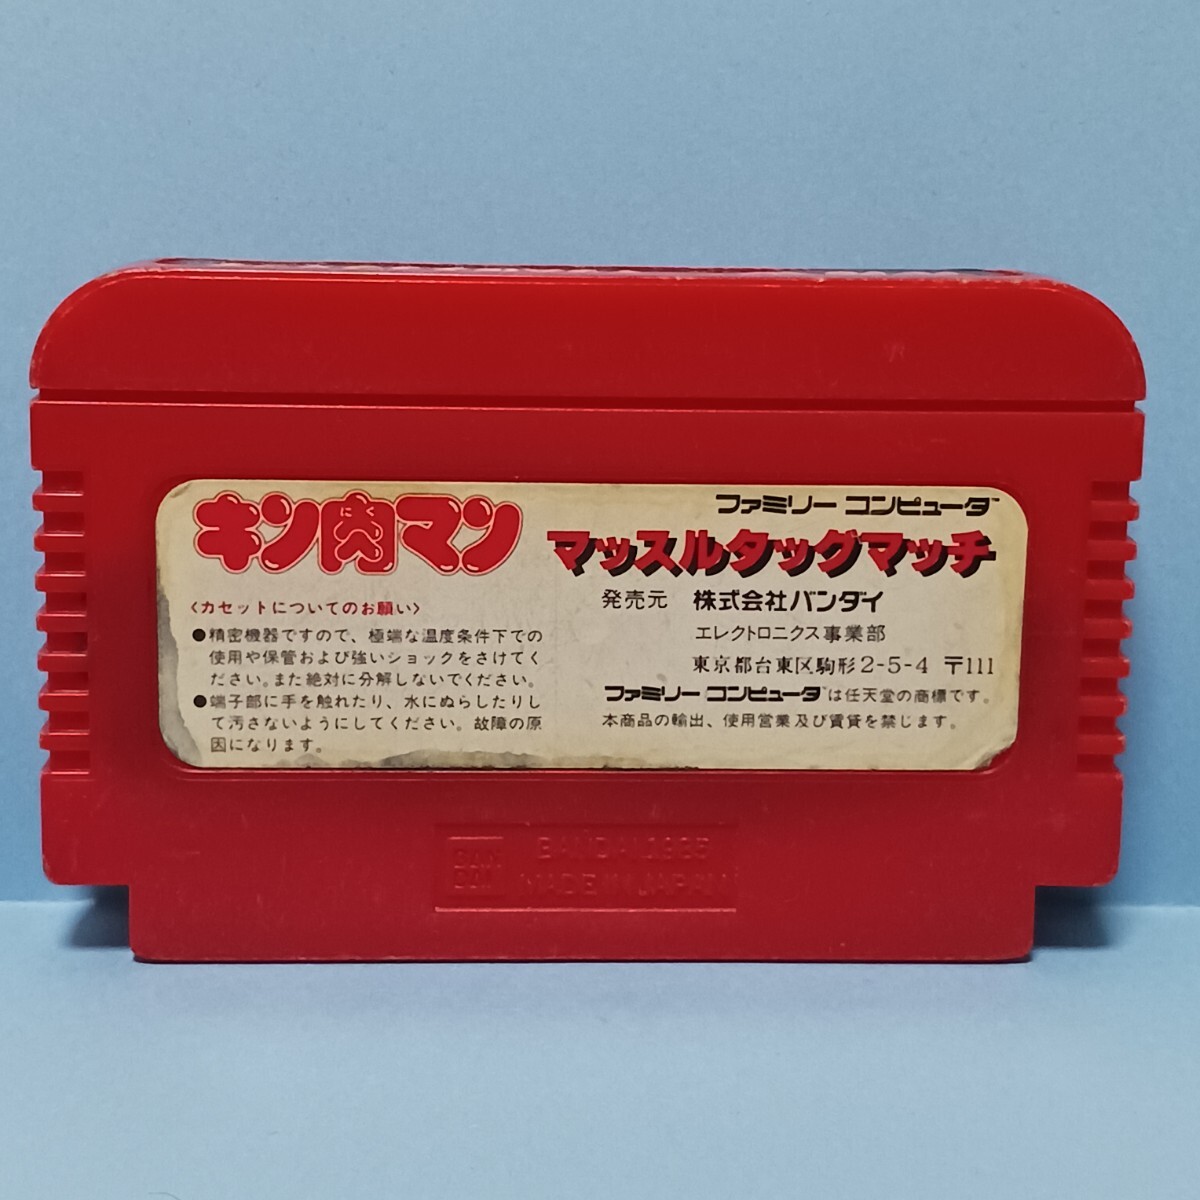 キン肉マン
にく
〈カセットについてのお願い〉
●精密機器ですので、極端な温度条件下での
使用や保管および強いショックをさけてく
ださい。また絶対に分解しないでください。
●端子部に手を触れたり、水にぬらしたりし
て汚さないようにしてください。故障の原
因になります。
ファミリー コンピュータ™
マッスルタッグマッチ
発売元 株式会社バンダイ
エレクトロニクス事業部
東京都台東区駒形2-5-4 〒111
ファミリー コンピュータ™は任天堂の商標です。
本商品の輸出、使用営業及び賃貸を禁じます。
BAN
DAI
BANDAI 1985
MADE IN JAPAN